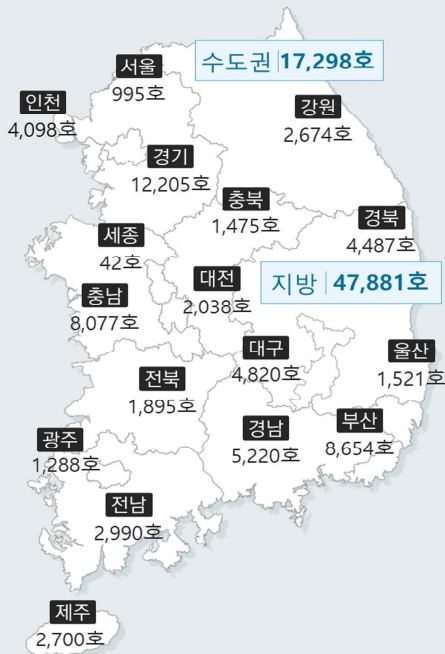 서울
995호
수도권 17,298호
인천
4,098호
강원
2,674호
경기
12,205호
충북
1,475호
경북
4,487호
세종
42호
대전
2,038호
지방 47,881호
충남
8,077호
대구
4,820호
울산
1,521호
전북
1,895호
경남
5,220호
부산
8,654호
광주
1,288호
전남
2,990호
제주
2,700호